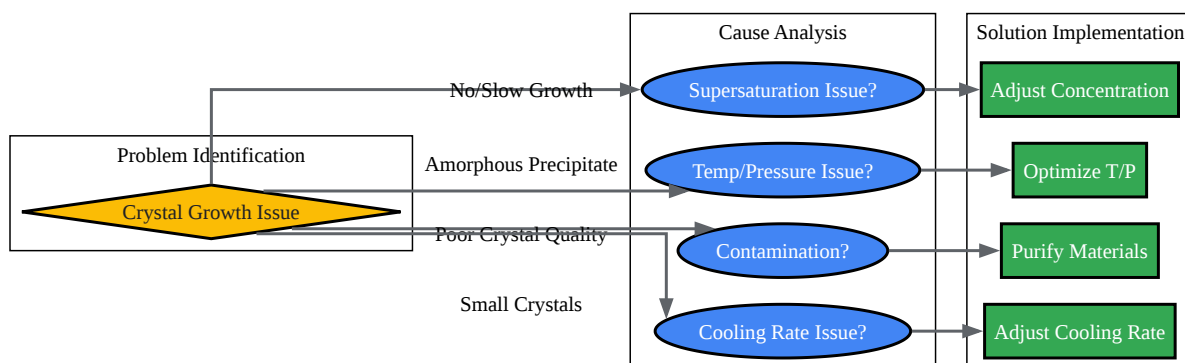 Cause Analysis
Solution Implementation
No/Slow Growth
Supersaturation Issue?
Adjust Concentration
Problem Identification
Amorphous Precipitate
Temp/Pressure Issue?
Optimize T/P
Crystal Growth Issue
Poor Crystal Quality
Contamination?
Purify Materials
Small Crystals
Cooling Rate Issue?
Adjust Cooling Rate